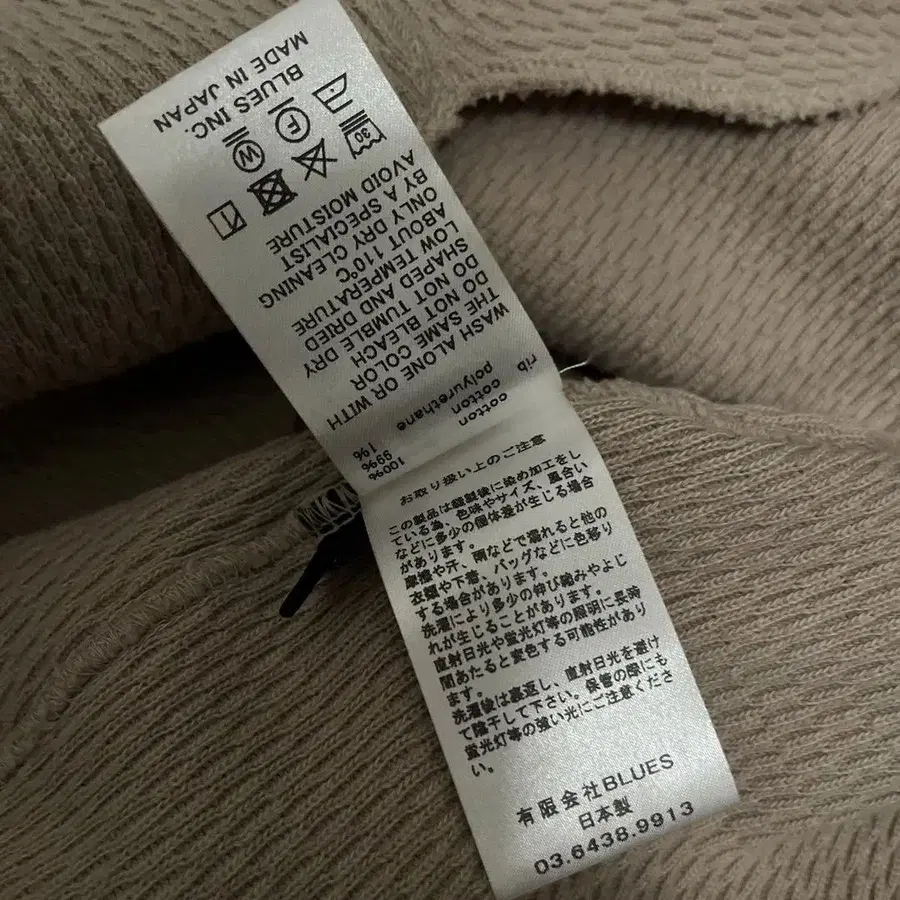 cotton 100%
rib cotton 99%
polyurethane 1%
WASH ALONE OR WITH
THE SAME COLOR
DO NOT BLEACH
DO NOT TUMBLE DRY
SHAPED AND DRIED
LOW TEMPERATURE
ABOUT 110℃
ONLY DRY CLEANING
BY A SPECIALIST
AVOID MOISTURE
30
F W
BLUES INC.
MADE IN JAPAN
お取り扱い上のご注意
この製品は縫製後に染め加工をし
ている為、色味やサイズ、風合い
などに多少の個体差が生じる場合
があります。
摩擦や汗、雨などで濡れると他の
衣類や下着、バッグなどに色移り
する場合があります。
洗濯により多少の伸び縮みやよじ
れが生じることがあります。
直射日光や蛍光灯等の照明に長時
間あたると変色する可能性があり
ます。
洗濯後は裏返し、直射日光を避け
て陰干して下さい。保管の際にも
蛍光灯等の強い光にご注意くださ
い。
有限会社BLUES
日本製
03.6438.9913